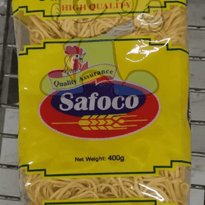 HIGH QUALITY
Quality Assurance
Safoco
Net Weight: 400g